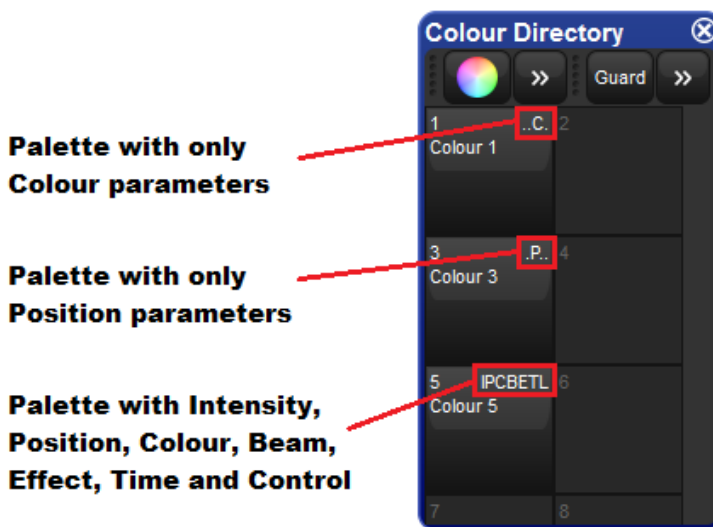 Colour Directory
Guard
Palette with only
Colour parameters
1 ..C. 2
Colour 1
Palette with only
Position parameters
3 .P.. 4
Colour 3
Palette with Intensity,
Position, Colour, Beam,
Effect, Time and Control
5 IPCBETL 6
Colour 5
7 8